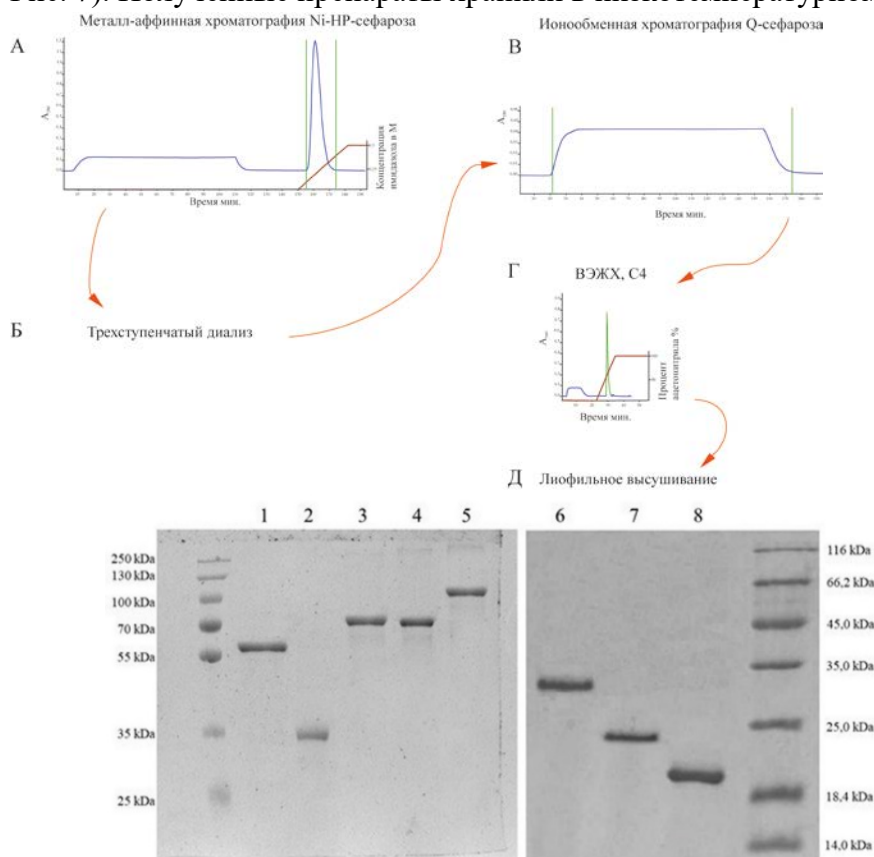 Рис. 7). Полученные препараты хранили в низкотемпературном
Металл-аффинная хроматография Ni-HP-сефароза
Ионообменная хроматография Q-сефароза
А
В
Концентрация
имидазола в М
Время мин.
Время мин.
Г
ВЭЖХ, С4
Б
Трехступенчатый диализ
Процент
ацетонитрила %
Время мин.
Д
Лиофильное высушивание
1 2 3 4 5
6 7 8
250 kDa
130 kDa
100 kDa
70 kDa
55 kDa
35 kDa
25 kDa
116 kDa
66,2 kDa
45,0 kDa
35,0 kDa
25,0 kDa
18,4 kDa
14,0 kDa